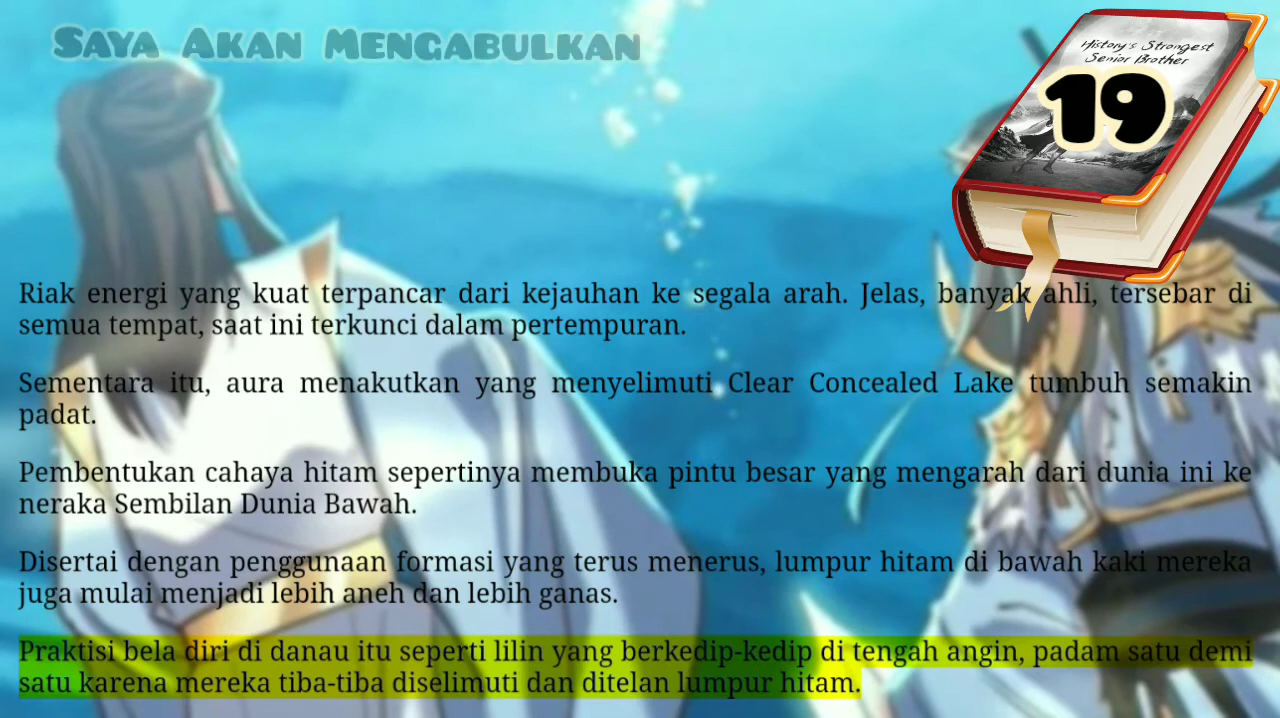 Saya Akan Mengabulkan
History's Strongest
Senior Brother
19
Riak energi yang kuat terpancar dari kejauhan ke segala arah. Jelas, banyak ahli, tersebar di
semua tempat, saat ini terkunci dalam pertempuran.
Sementara itu, aura menakutkan yang menyelimuti Clear Concealed Lake tumbuh semakin
padat.
Pembentukan cahaya hitam sepertinya membuka pintu besar yang mengarah dari dunia ini ke
neraka Sembilan Dunia Bawah.
Disertai dengan penggunaan formasi yang terus menerus, lumpur hitam di bawah kaki mereka
juga mulai menjadi lebih aneh dan lebih ganas.
Praktisi bela diri di danau itu seperti lilin yang berkedip-kedip di tengah angin, padam satu demi
satu karena mereka tiba-tiba diselimuti dan ditelan lumpur hitam.